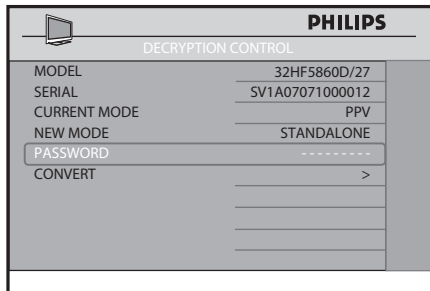 PHILIPS
DECRYPTION CONTROL
MODEL 32HF5860D/27
SERIAL SV1A07071000012
CURRENT MODE PPV
NEW MODE STANDALONE
PASSWORD - - - - - - - - -
CONVERT >